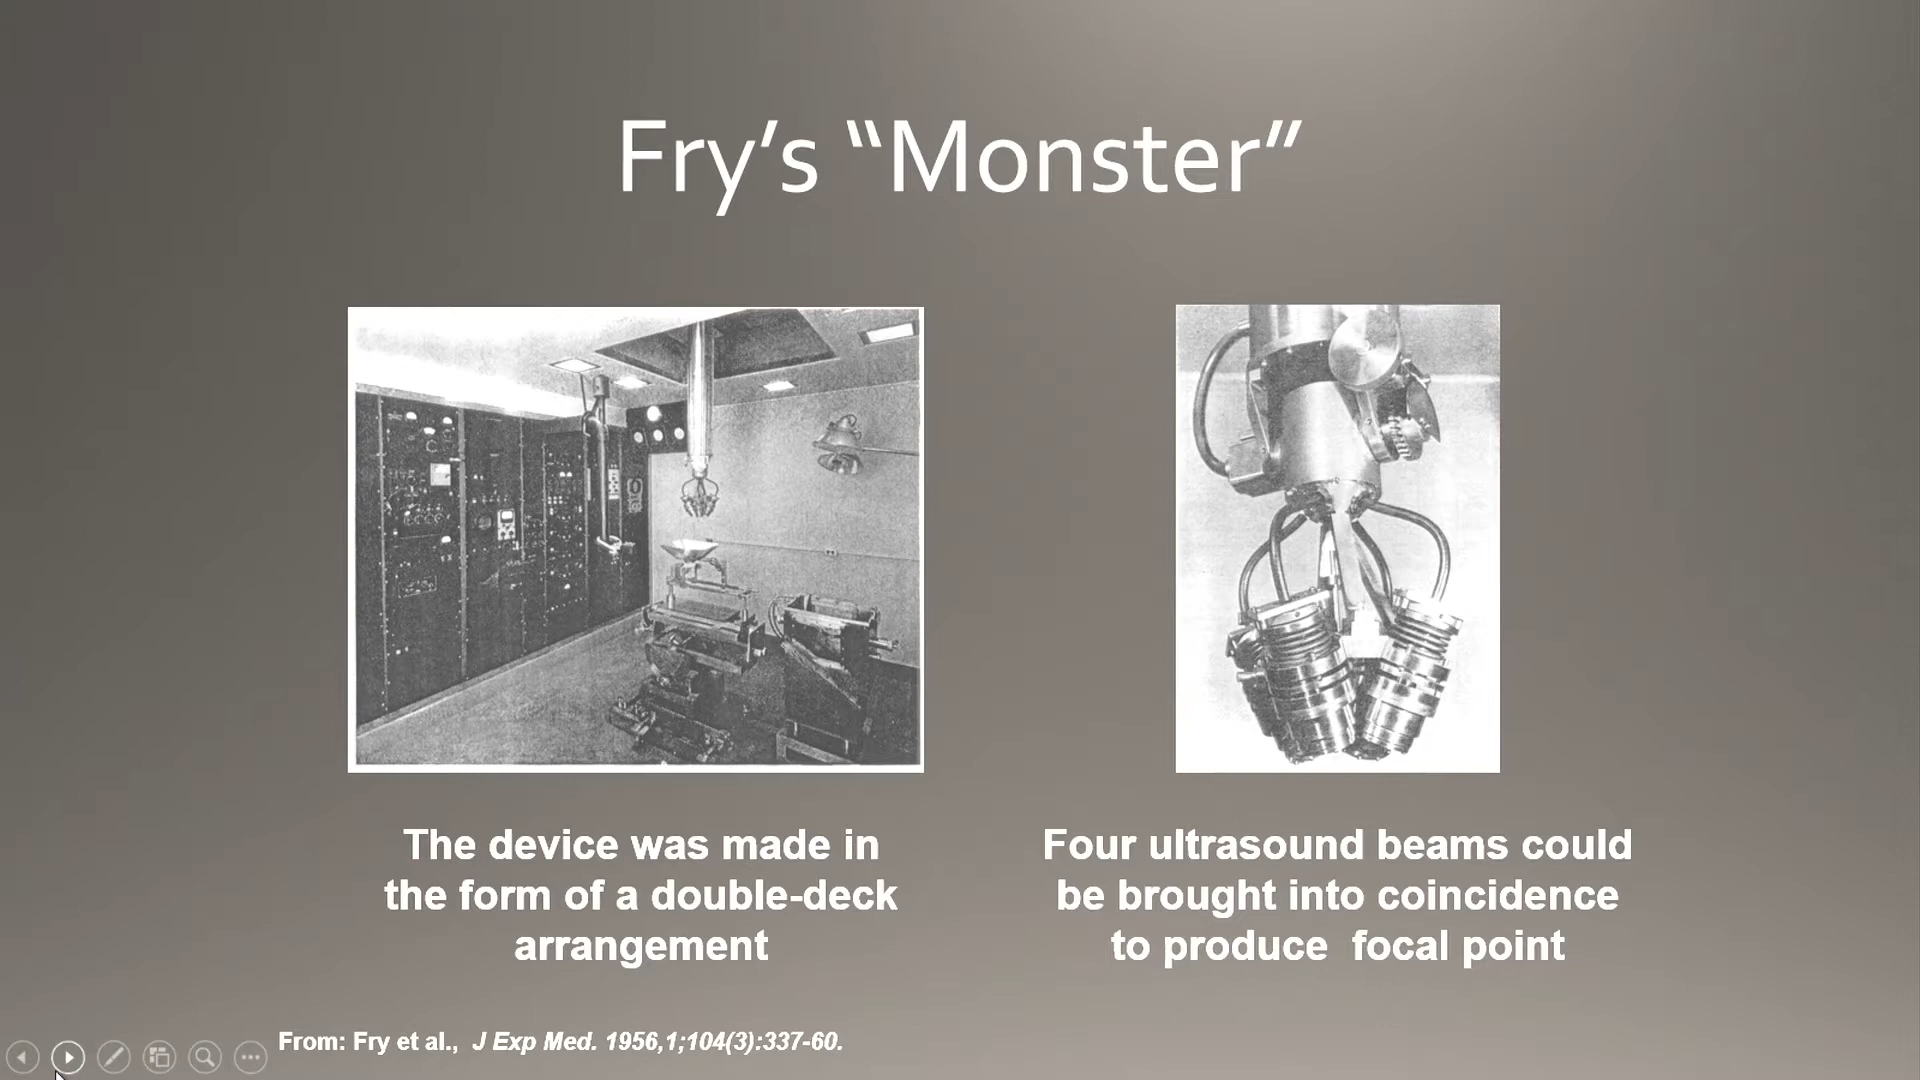 Fry’s “Monster”
The device was made in
the form of a double-deck
arrangement
Four ultrasound beams could
be brought into coincidence
to produce  focal point
From: Fry et al.,  J Exp Med. 1956,1;104(3):337-60.